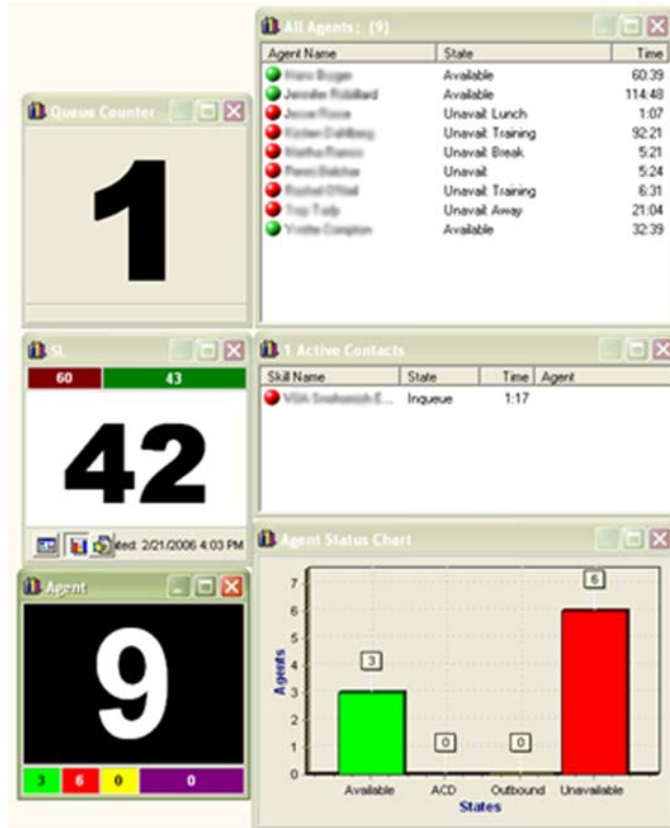 Queue Counter
1
All Agents: (9)
Agent Name State Time
Available 60:39
Available 114:48
Unavail: Lunch 1:07
Unavail: Training 92:21
Unavail: Break 5:21
Unavail: 5:24
Unavail: Training 6:31
Unavail: Away 21:04
Available 32:39
SL
60 43
42
ted: 2/21/2006 4:03 PM
1 Active Contacts
Skill Name State Time Agent
Inqueue 1:17
Agent
9
3 6 0 0
Agent Status Chart
7
6
5
4
3
2
1
0
Agents
3
0
0
6
Available ACD Outbound Unavailable
States